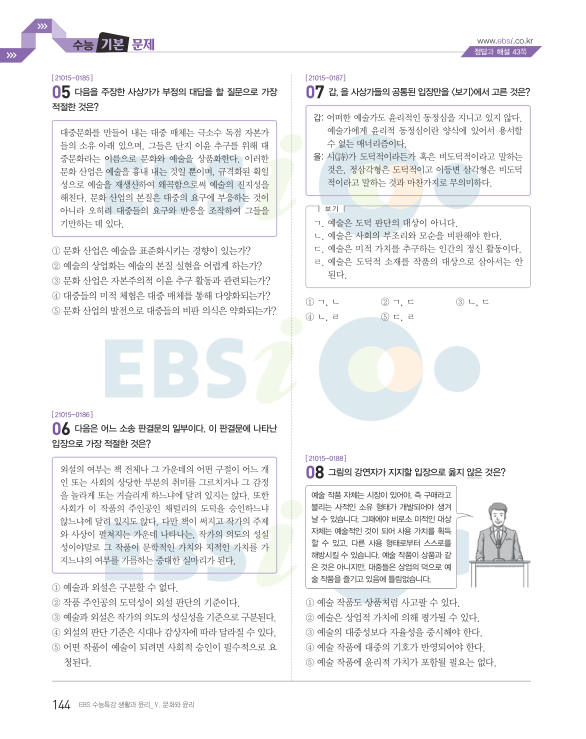 수능 기본 문제
www.ebsi.co.kr
정답과 해설 43쪽
[21015-0185]
05 다음을 주장한 사상가가 부정의 대답을 할 질문으로 가장
적절한 것은?
대중문화를 만들어 내는 대중 매체는 극소수 독점 자본가
들의 소유 아래 있으며, 그들은 단지 이윤 추구를 위해 대
중문화라는 이름으로 문화와 예술을 상품화한다. 이러한
문화 산업은 예술을 흉내 내는 것일 뿐이며, 규격화된 획일
성으로 예술을 재생산하여 왜곡함으로써 예술의 진지성을
해친다. 문화 산업의 본질은 대중의 요구에 부응하는 것이
아니라 오히려 대중들의 요구와 반응을 조작하여 그들을
기만하는 데 있다.
① 문화 산업은 예술을 표준화시키는 경향이 있는가?
② 예술의 상업화는 예술의 본질 실현을 어렵게 하는가?
③ 문화 산업은 자본주의적 이윤 추구 활동과 관련되는가?
④ 대중들의 미적 체험은 대중 매체를 통해 다양화되는가?
⑤ 문화 산업의 발전으로 대중들의 비판 의식은 약화되는가?
[21015-0186]
06 다음은 어느 소송 판결문의 일부이다. 이 판결문에 나타난
입장으로 가장 적절한 것은?
외설의 여부는 책 전체나 그 가운데의 어떤 구절이 어느 개
인 또는 사회의 상당한 부분의 취미를 그르치거나 그 감정
을 놀라게 또는 거슬리게 하느냐에 달려 있지는 않다. 또한
사회가 이 작품의 주인공인 채털리의 도덕을 승인하느냐
않느냐에 달려 있지도 않다. 다만 책이 써지고 작가의 주제
와 사상이 펼쳐지는 가운데 나타나는, 작가의 의도의 성실
성이야말로 그 작품이 문학적인 가치와 지적인 가치를 가
지느냐의 여부를 가름하는 중대한 실마리가 된다.
① 예술과 외설은 구분할 수 없다.
② 작품 주인공의 도덕성이 외설 판단의 기준이다.
③ 예술과 외설은 작가의 의도의 성실성을 기준으로 구분된다.
④ 외설의 판단 기준은 시대나 감상자에 따라 달라질 수 있다.
⑤ 어떤 작품이 예술이 되려면 사회적 승인이 필수적으로 요
청된다.
[21015-0187]
07 갑, 을 사상가들의 공통된 입장만을 <보기>에서 고른 것은?
갑: 어떠한 예술가도 윤리적인 동정심을 지니고 있지 않다.
예술가에게 윤리적 동정심이란 양식에 있어서 용서할
수 없는 매너리즘이다.
을: 시(詩)가 도덕적이라든가 혹은 비도덕적이라고 말하는
것은, 정삼각형은 도덕적이고 이등변 삼각형은 비도덕
적이라고 말하는 것과 마찬가지로 무의미하다.
보기
ㄱ. 예술은 도덕 판단의 대상이 아니다.
ㄴ. 예술은 사회의 부조리와 모순을 비판해야 한다.
ㄷ. 예술은 미적 가치를 추구하는 인간의 정신 활동이다.
ㄹ. 예술은 도덕적 소재를 작품의 대상으로 삼아서는 안
된다.
① ㄱ, ㄴ ② ㄱ, ㄷ ③ ㄴ, ㄷ
④ ㄴ, ㄹ ⑤ ㄷ, ㄹ
[21015-0188]
08 그림의 강연자가 지지할 입장으로 옳지 않은 것은?
예술 작품 자체는 시장이 있어야, 즉 구매라고
불리는 사적인 소유 형태가 개발되어야 생겨
날 수 있습니다. 그때에야 비로소 미적인 대상
자체는 예술 작품이 되어 사용 가치를 획득
할 수 있고, 다른 사용 형태로부터 스스로를
해방시킬 수 있습니다. 예술 작품이 상품과 같
은 것은 아니지만, 대중들은 상업의 덕으로 예
술 작품을 즐기고 있음에 틀림없습니다.
① 예술 작품도 상품처럼 사고팔 수 있다.
② 예술은 상업적 가치에 의해 평가될 수 있다.
③ 예술의 대중성보다 자율성을 중시해야 한다.
④ 예술 작품에 대중의 기호가 반영되어야 한다.
⑤ 예술 작품에 윤리적 가치가 포함될 필요는 없다.
EBSi
144 EBS 수능특강 생활과 윤리_ Ⅴ. 문화와 윤리